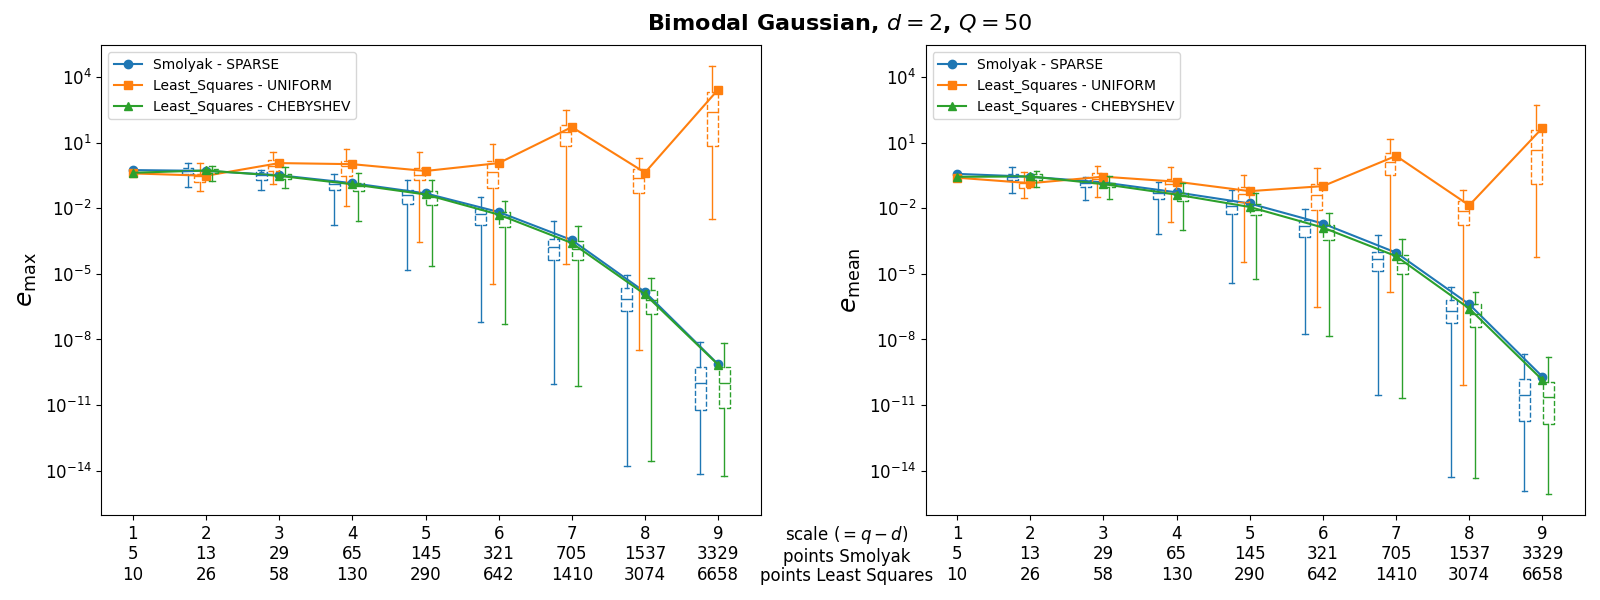 Bimodal Gaussian, d = 2, Q = 50
Smolyak - SPARSE
Least_Squares - UNIFORM
Least_Squares - CHEBYSHEV
10^4
10^1
10^-2
10^-5
10^-8
10^-11
10^-14
e_max
1 2 3 4 5 6 7 8 9
5 13 29 65 145 321 705 1537 3329
10 26 58 130 290 642 1410 3074 6658
scale (= q − d)
points Smolyak
points Least Squares
Smolyak - SPARSE
Least_Squares - UNIFORM
Least_Squares - CHEBYSHEV
10^4
10^1
10^-2
10^-5
10^-8
10^-11
10^-14
e_mean
1 2 3 4 5 6 7 8 9
5 13 29 65 145 321 705 1537 3329
10 26 58 130 290 642 1410 3074 6658